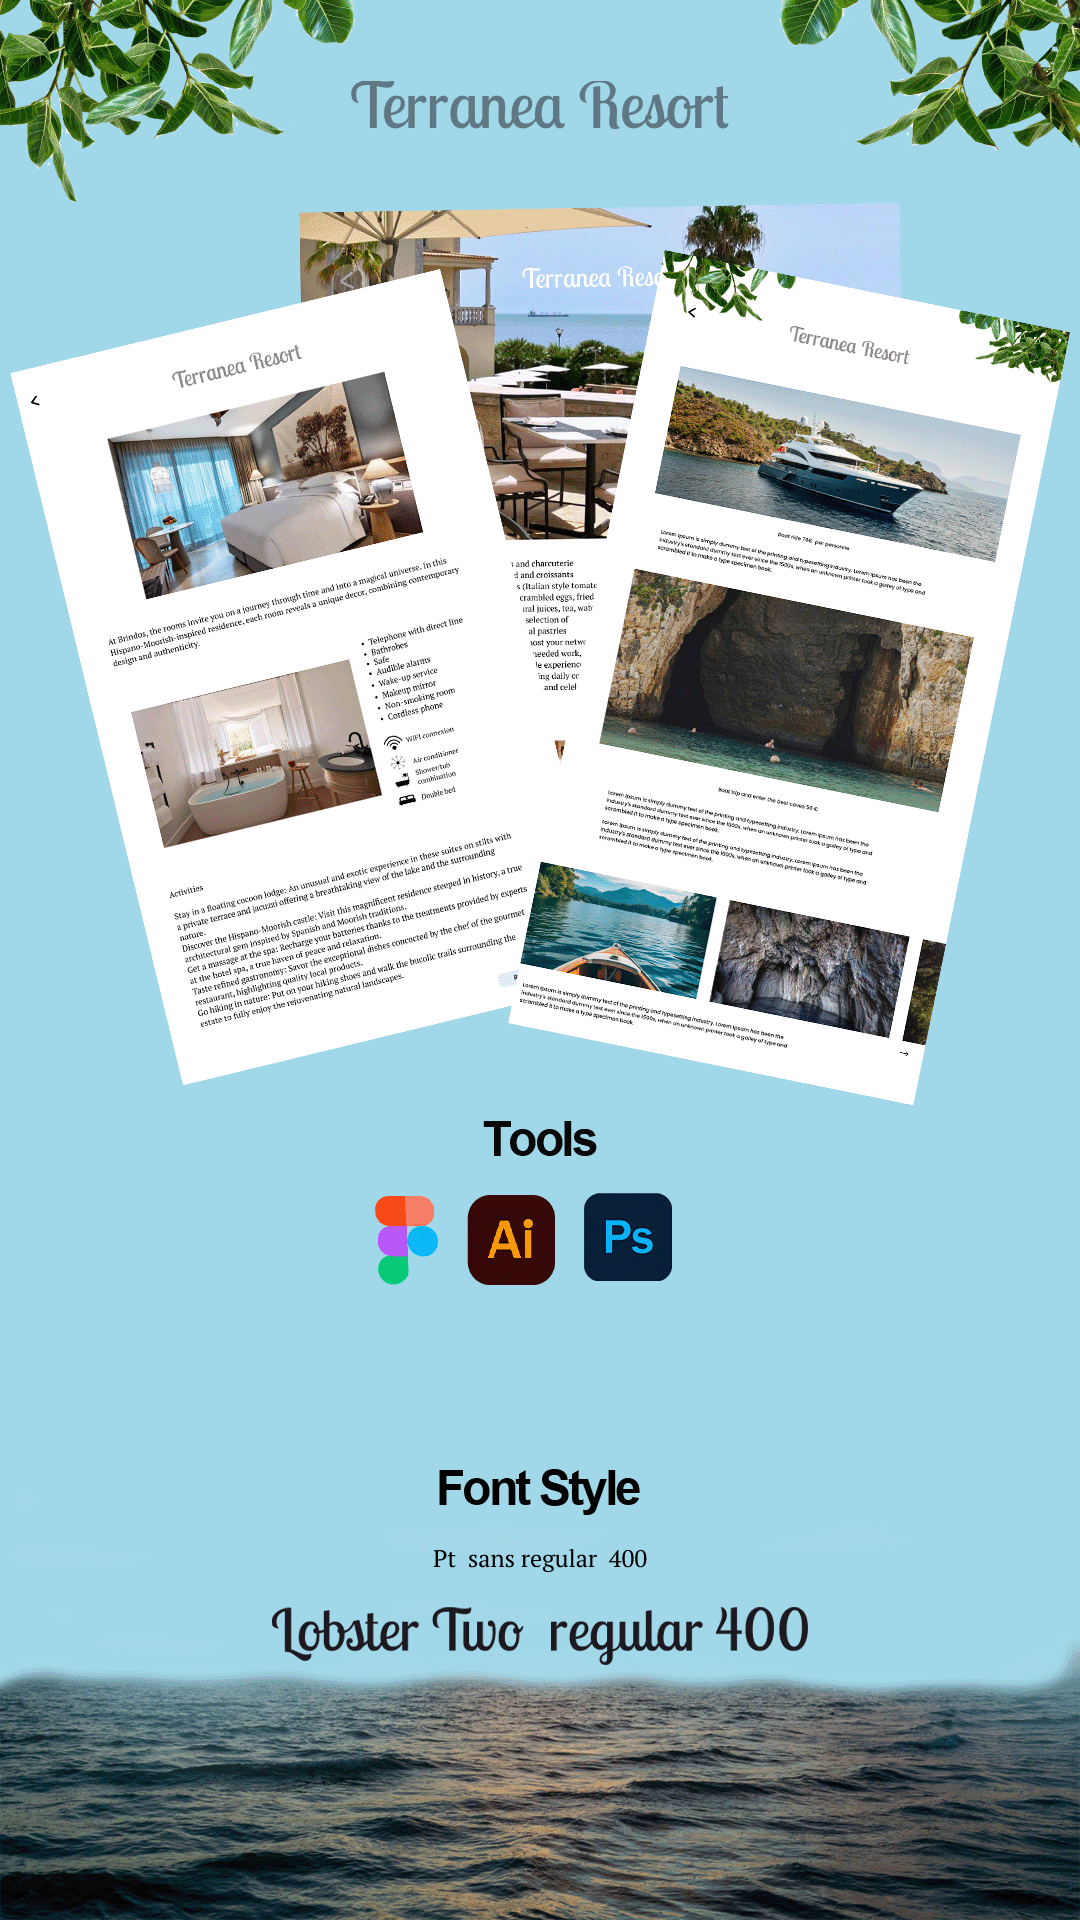 Terranea Resort
Terranea Reso
Terranea Resort
At Brindos, the rooms invite you on a journey through time and into a magical universe. In this
Hispano-Moorish-inspired residence, each room reveals a unique decor, combining contemporary
design and authenticity.
Telephone with direct line
Bathrobes
Safe
Audible alarms
Wake-up service
Makeup mirror
Non-smoking room
Cordless phone
WIFI connexion
Air conditioner
Shower/tub
combination
Double bed
Activities
Stay in a floating cocoon lodge: An unusual and exotic experience in these suites on stilts with
a private terrace and jacuzzi offering a breathtaking view of the lake and the surrounding
nature.
Discover the Hispano-Moorish castle: Visit this magnificent residence steeped in history, a true
architectural gem inspired by Spanish and Moorish traditions.
Get a massage at the spa: Recharge your batteries thanks to the treatments provided by experts
at the hotel spa, a true haven of peace and relaxation.
Taste refined gastronomy: Savor the exceptional dishes concocted by the chef of the gourmet
restaurant, highlighting quality local products.
Go hiking in nature: Put on your hiking shoes and walk the bucolic trails surrounding the
estate to fully enjoy the rejuvenating natural landscapes.
and charcuterie
and croissants
(Italian style tomato
crambled eggs, fried
ral juices, tea, wat
selection of
al pastries
ost your netw
needed work,
le experienc
ing daily
and celel
Terranea Resort
Boat ride 70€ per personne
Lorem Ipsum is simply dummy text of the printing and typesetting industry. Lorem Ipsum has been the
industry's standard dummy text ever since the 1500s, when an unknown printer took a galley of type and
scrambled it to make a type specimen book.
Boat trip and enter the best caves 50 €
Lorem Ipsum is simply dummy text of the printing and typesetting industry. Lorem Ipsum has been the
industry's standard dummy text ever since the 1500s, when an unknown printer took a galley of type and
scrambled it to make a type specimen book.
Lorem Ipsum is simply dummy text of the printing and typesetting industry. Lorem Ipsum has been the
industry's standard dummy text ever since the 1500s, when an unknown printer took a galley of type and
scrambled it to make a type specimen book.
Lorem Ipsum is simply dummy text of the printing and typesetting industry. Lorem Ipsum has been the
industry's standard dummy text ever since the 1500s, when an unknown printer took a galley of type and
scrambled it to make a type specimen book.
Tools
Ai Ps
Font Style
Pt sans regular 400
Lobster Two regular 400